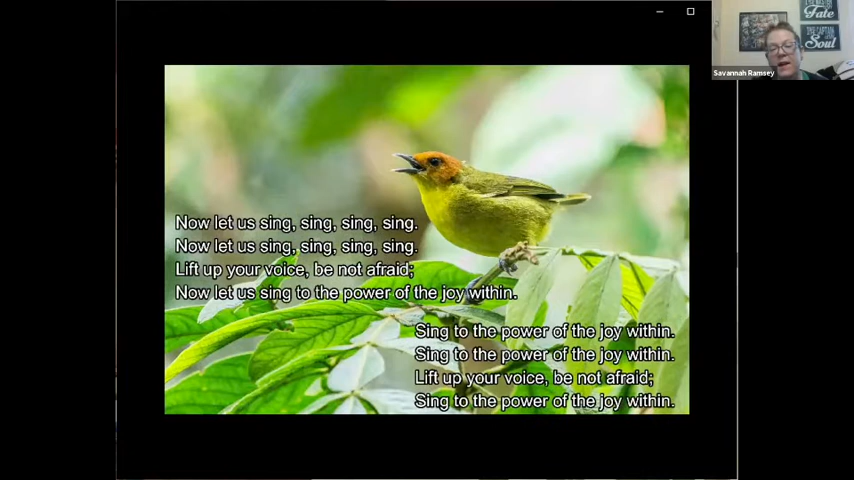 Now let us sing, sing, sing, sing.
Now let us sing, sing, sing, sing.
Lift up your voice, be not afraid;
Now let us sing to the power of the joy within.
Sing to the power of the joy within.
Sing to the power of the joy within.
Lift up your voice, be not afraid;
Sing to the power of the joy within.
Fate
Soul
Savannah Ramsey